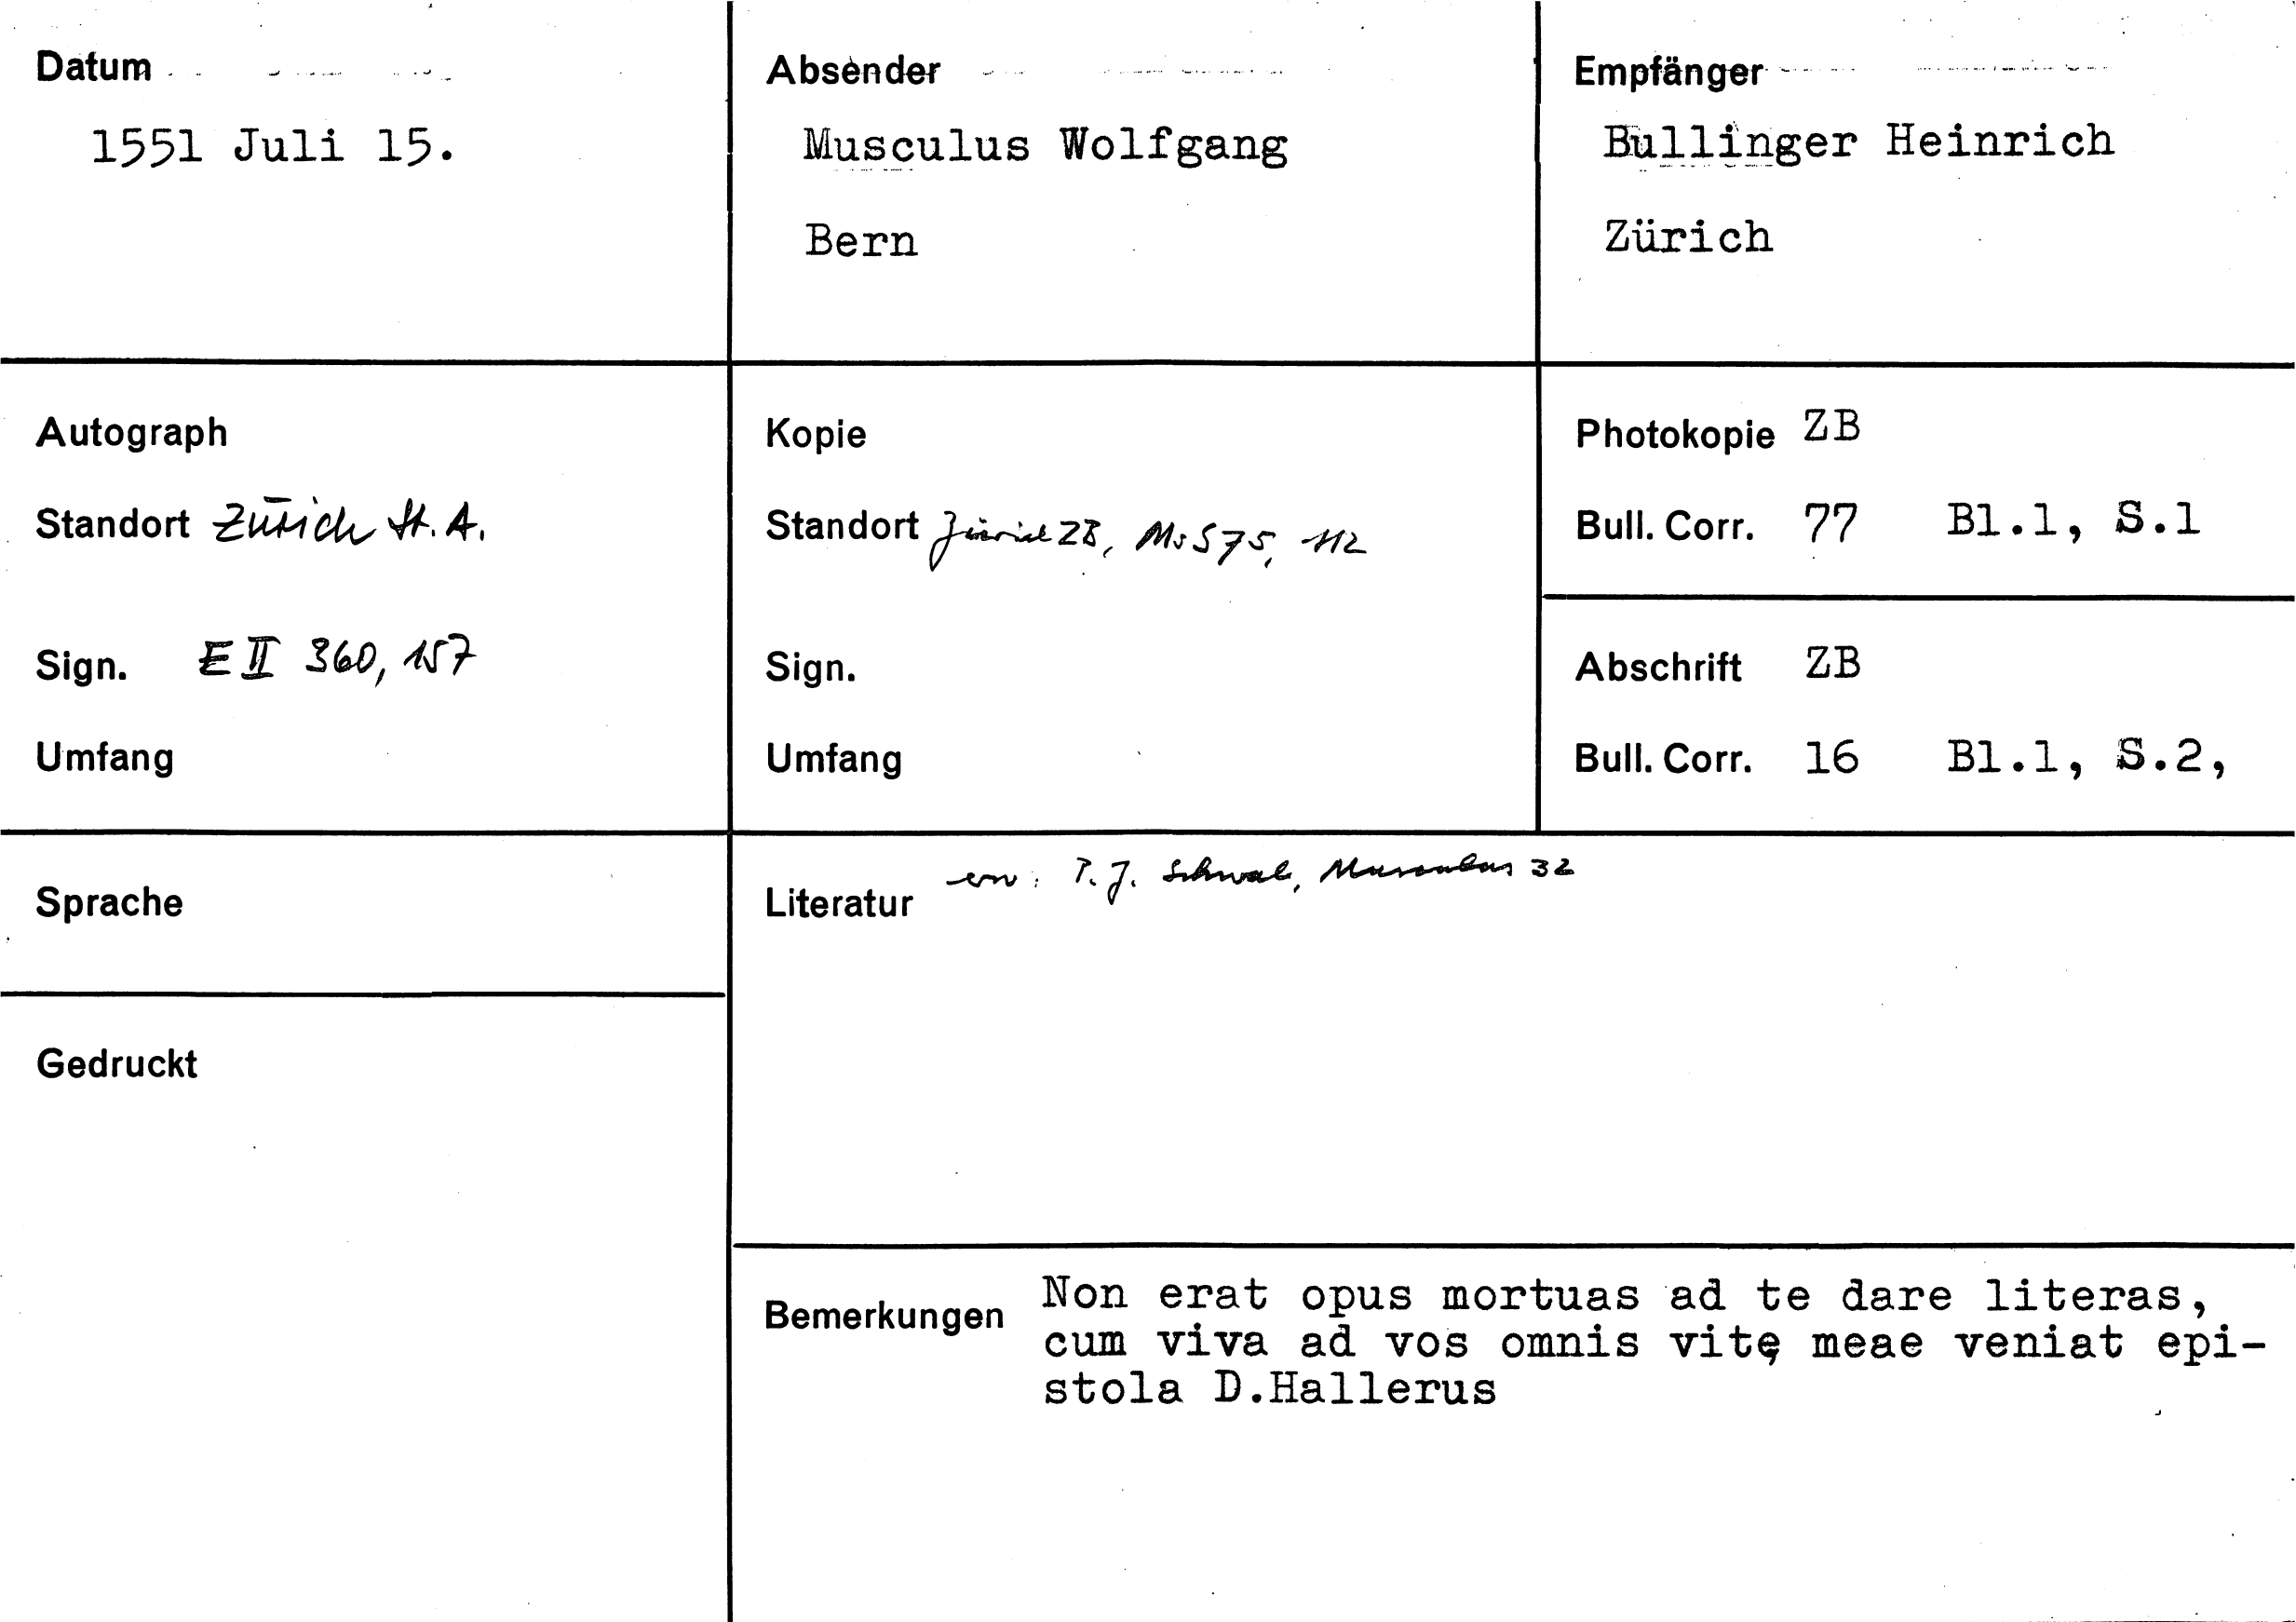 Datum
1551 Juli 15.
Absender
Musculus Wolfgang
Bern
Empfänger
Bullinger Heinrich
Zürich
Autograph
Standort Zürich St. A.
Sign. E II 360, 157
Umfang
Kopie
Standort Zürich ZB, Ms S 75, 112
Sign.
Umfang
Photokopie ZB
Bull. Corr. 77 Bl.1, S.1
Abschrift ZB
Bull. Corr. 16 Bl.1, S.2,
Sprache
Gedruckt
Literatur erw: P. J. Schwab, Musculus 32
Bemerkungen Non erat opus mortuas ad te dare literas,
cum viva ad vos omnis vitę meae veniat epi-
stola D.Hallerus